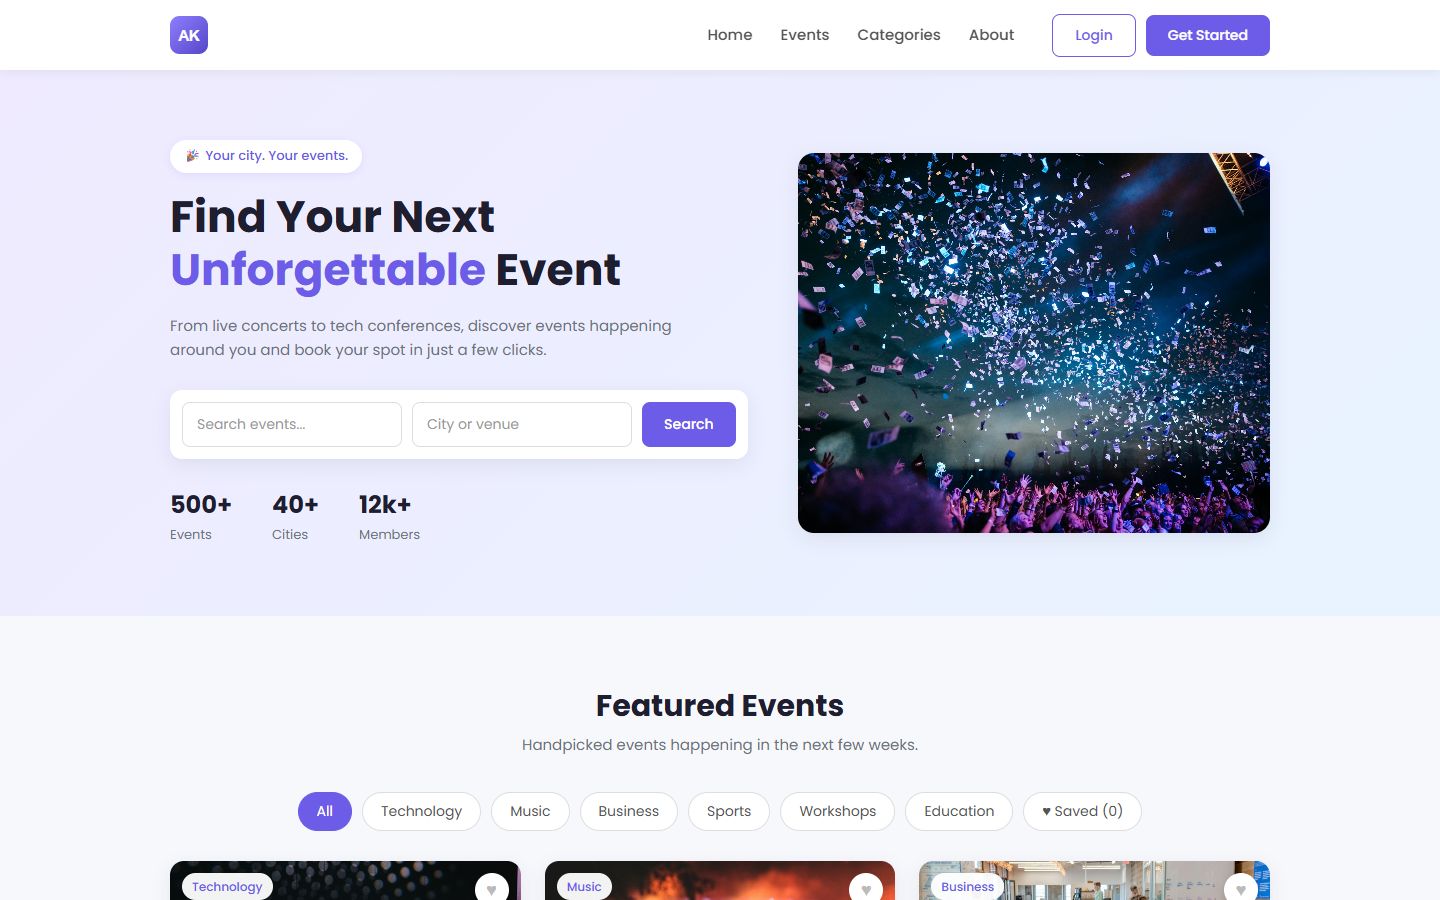 AK
Home Events Categories About Login Get Started
🎉 Your city. Your events.
Find Your Next
Unforgettable Event
From live concerts to tech conferences, discover events happening
around you and book your spot in just a few clicks.
Search events... City or venue Search
500+ 40+ 12k+
Events Cities Members
Featured Events
Handpicked events happening in the next few weeks.
All Technology Music Business Sports Workshops Education ♥ Saved (0)
Technology ♥ Music ♥ Business ♥